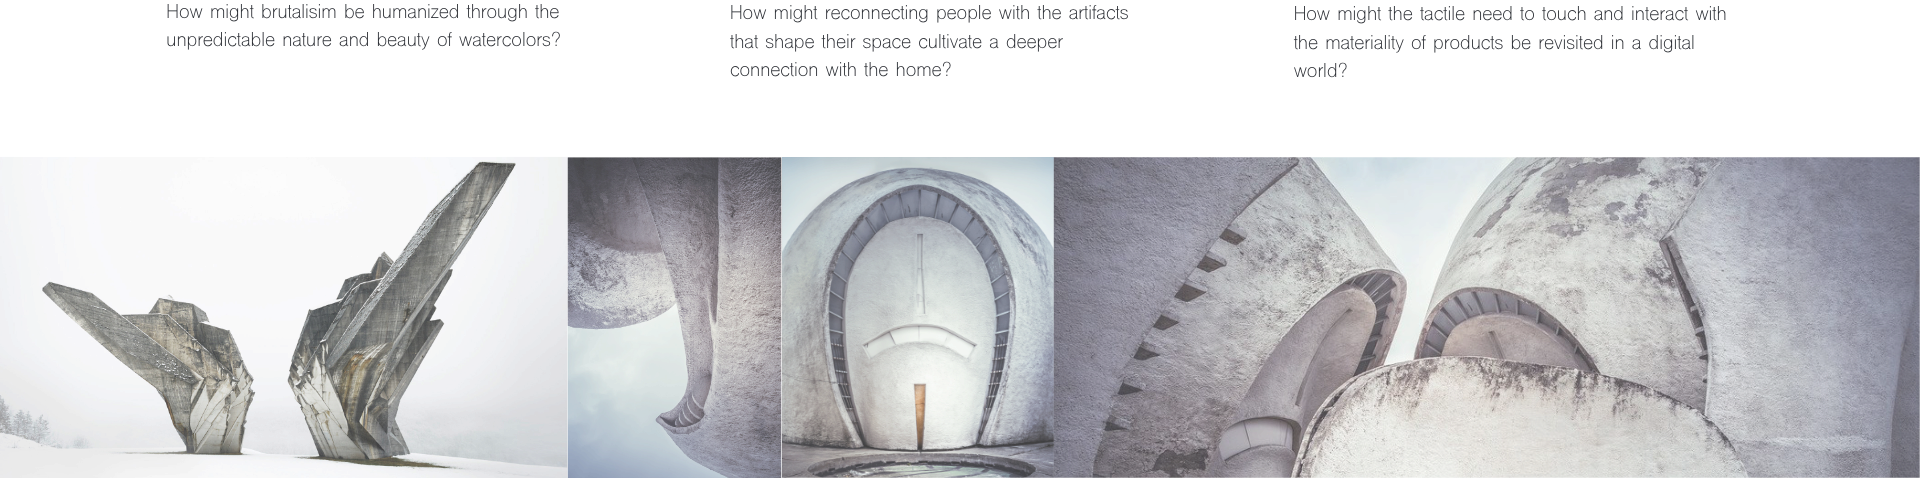 How might brutalisim be humanized through the
unpredictable nature and beauty of watercolors?
How might reconnecting people with the artifacts
that shape their space cultivate a deeper
connection with the home?
How might the tactile need to touch and interact with
the materiality of products be revisited in a digital
world?